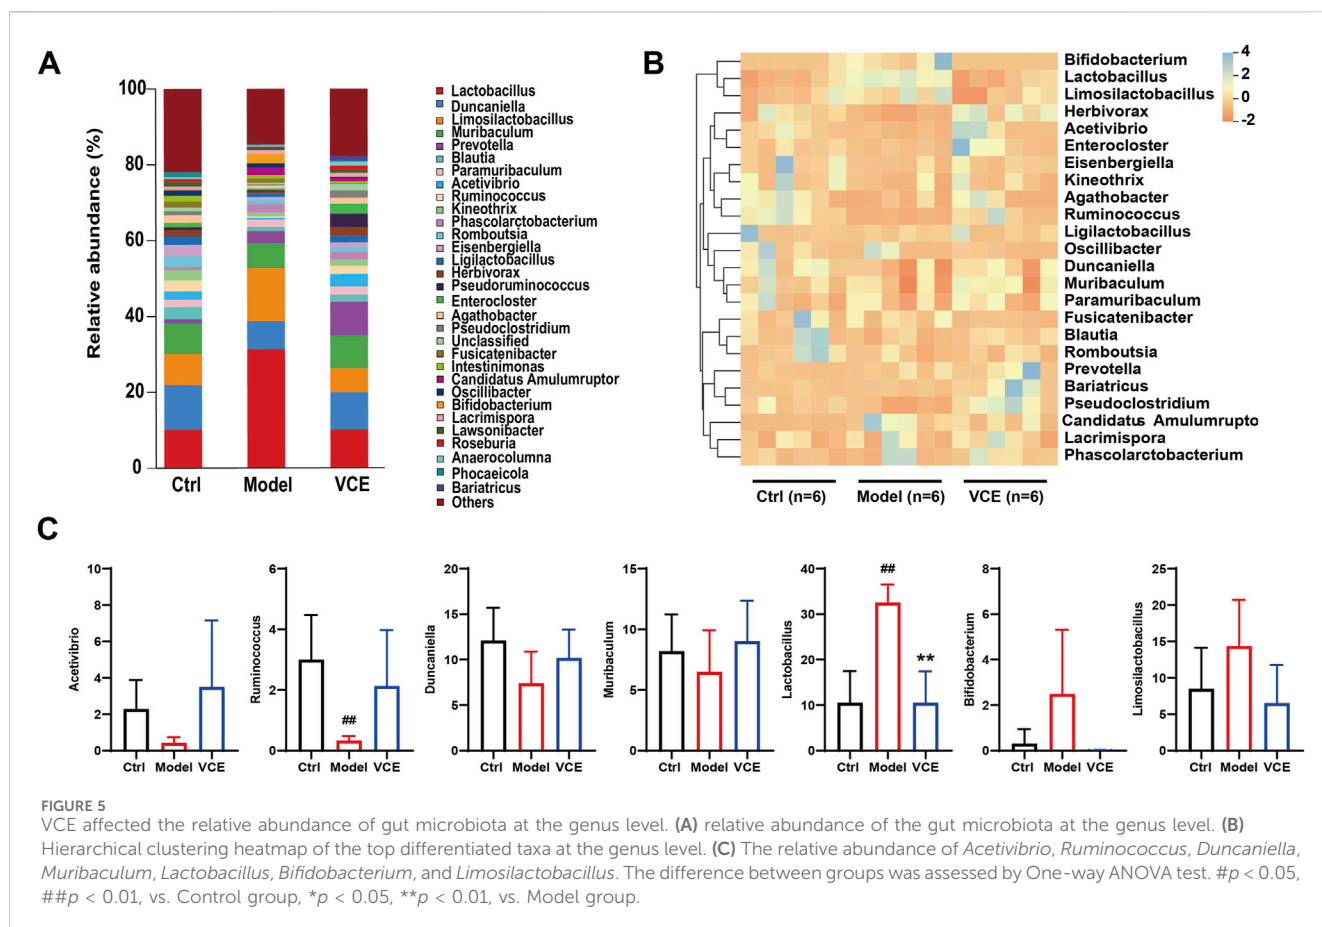 A
100
80
60
40
20
0
Relative abundance (%)
Ctrl
Model
VCE
Lactobacillus
Duncaniella
Limosilactobacillus
Muribaculum
Prevotella
Blautia
Paramuribaculum
Acetivibrio
Ruminococcus
Kineothrix
Phascolarctobacterium
Romboutsia
Eisenbergiella
Ligilactobacillus
Herbivorax
Pseudoruminococcus
Enterocloster
Agathobacter
Pseudoclostridium
Unclassified
Fusicatenibacter
Intestinimonas
Candidatus Amulumruptor
Oscillibacter
Bifidobacterium
Lacrimispora
Lawsonibacter
Roseburia
Anaerocolumna
Phocaeicola
Bariatricus
Others
B
Bifidobacterium
Lactobacillus
Limosilactobacillus
Herbivorax
Acetivibrio
Enterocloster
Eisenbergiella
Kineothrix
Agathobacter
Ruminococcus
Ligilactobacillus
Oscillibacter
Duncaniella
Muribaculum
Paramuribaculum
Fusicatenibacter
Blautia
Romboutsia
Prevotella
Bariatricus
Pseudoclostridium
Candidatus Amulumrupto
Lacrimispora
Phascolarctobacterium
4
2
0
-2
Ctrl (n=6)
Model (n=6)
VCE (n=6)
C
Acetivibrio
10
8
6
4
2
0
Ctrl Model VCE
Ruminococcus
6
4
2
0
##
Ctrl Model VCE
Duncaniella
20
15
10
5
0
Ctrl Model VCE
Muribaculum
15
10
5
0
Ctrl Model VCE
Lactobacillus
40
30
20
10
0
##
**
Ctrl Model VCE
Bifidobacterium
8
6
4
2
0
Ctrl Model VCE
Limosilactobacillus
25
20
15
10
5
0
Ctrl Model VCE
FIGURE 5
VCE affected the relative abundance of gut microbiota at the genus level. (A) relative abundance of the gut microbiota at the genus level. (B)
Hierarchical clustering heatmap of the top differentiated taxa at the genus level. (C) The relative abundance of Acetivibrio, Ruminococcus, Duncaniella,
Muribaculum, Lactobacillus, Bifidobacterium, and Limosilactobacillus. The difference between groups was assessed by One-way ANOVA test. #p < 0.05,
##p < 0.01, vs. Control group, *p < 0.05, **p < 0.01, vs. Model group.